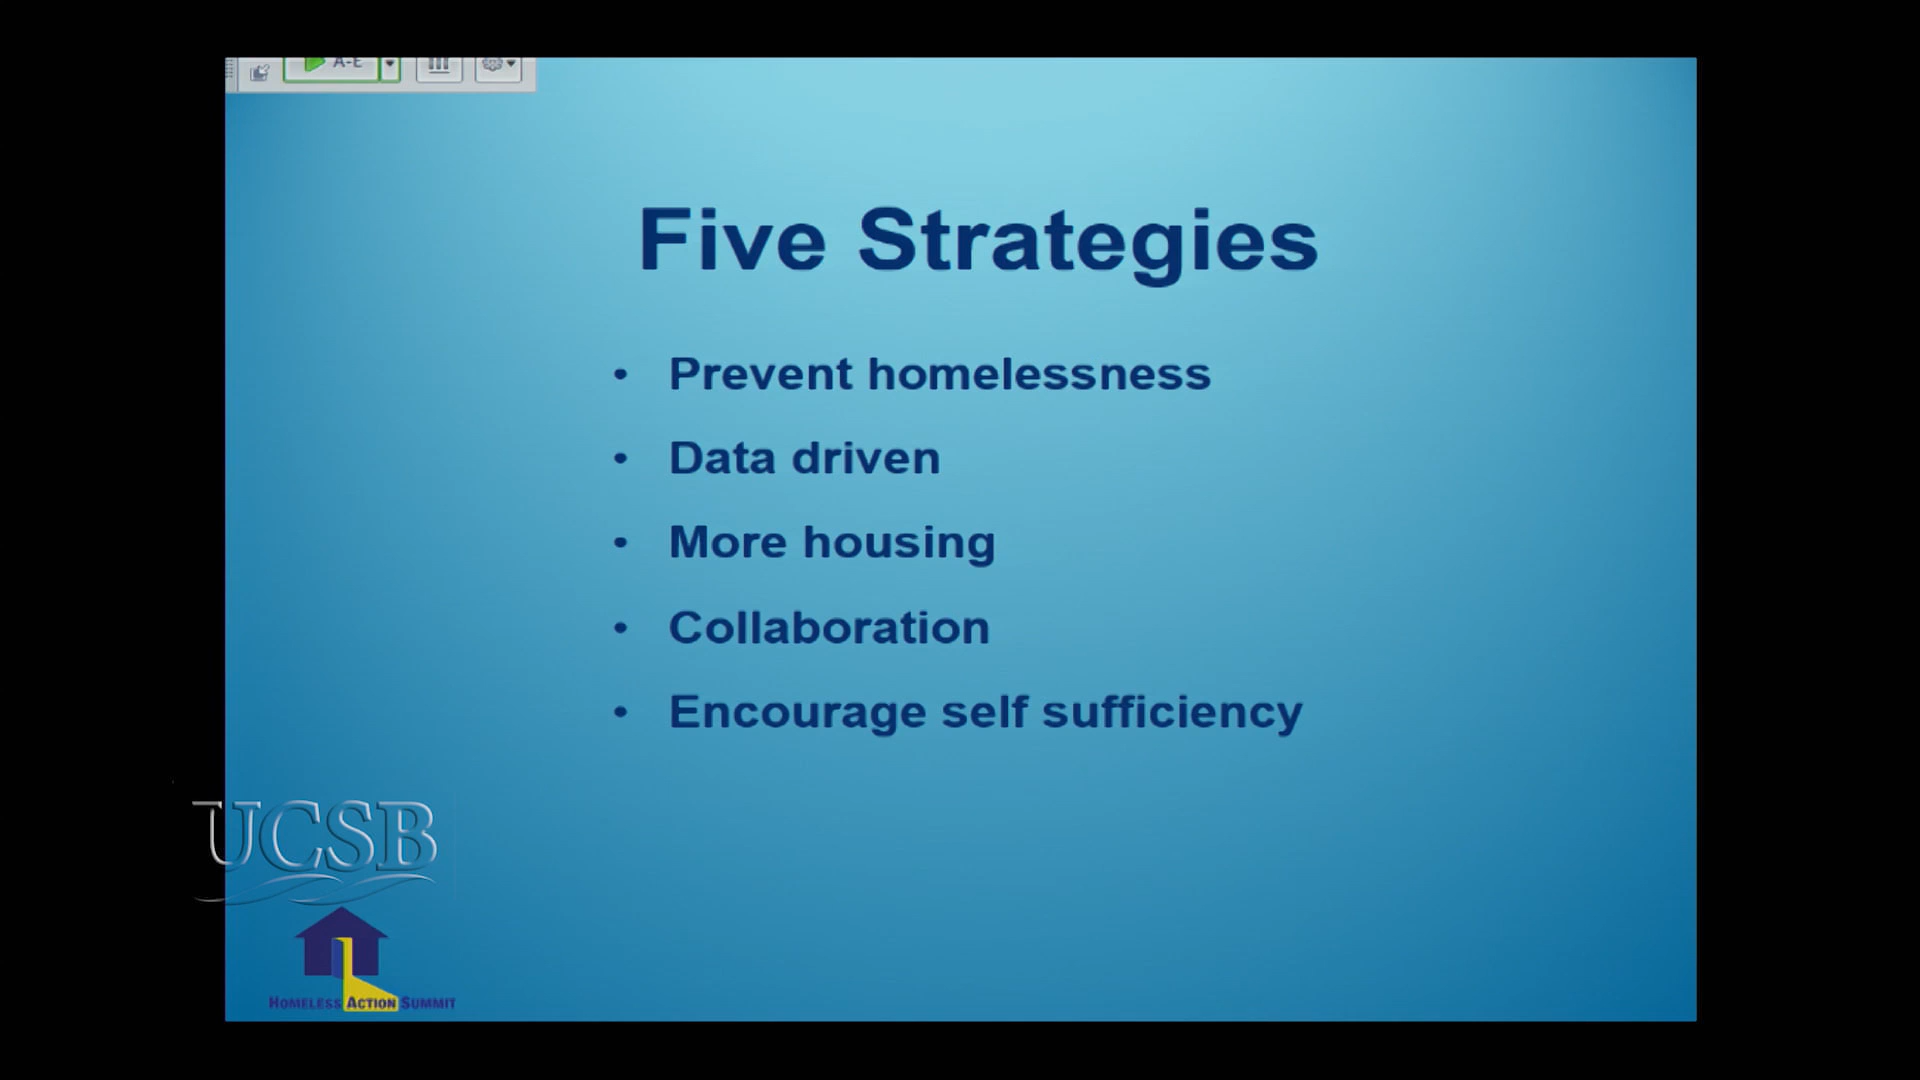 A-E
Five Strategies
• Prevent homelessness
• Data driven
• More housing
• Collaboration
• Encourage self sufficiency
UCSB
HOMELESS ACTION SUMMIT